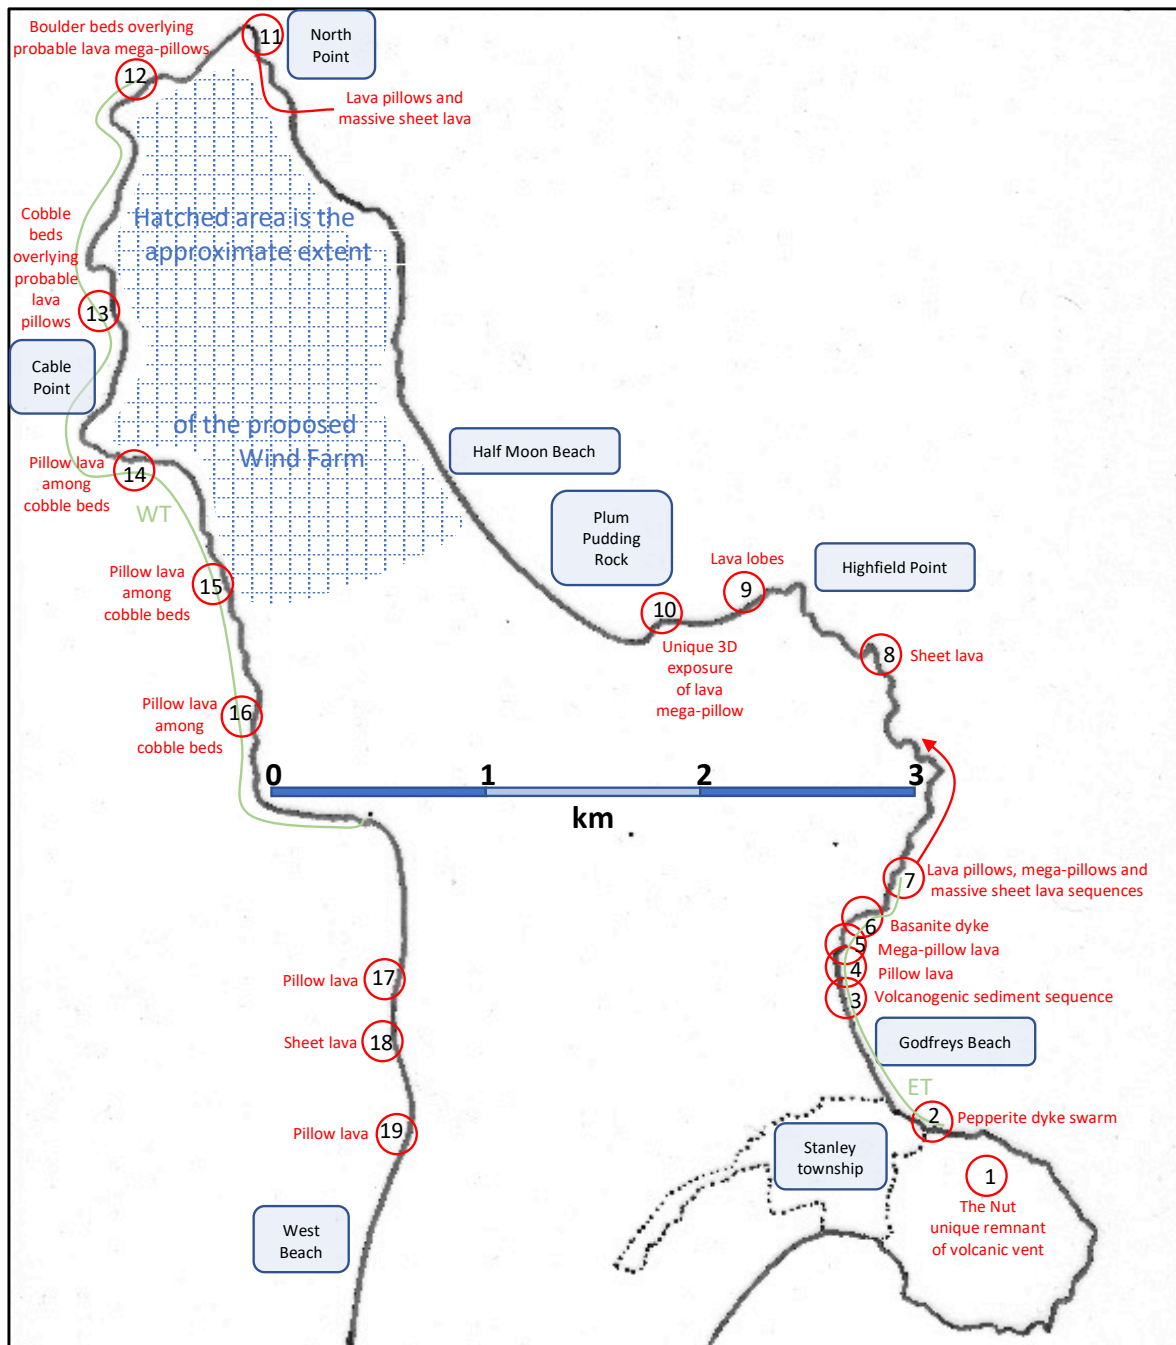 Boulder beds overlying
probable lava mega-pillows
11
North
Point
12
Lava pillows and
massive sheet lava
Hatched area is the
approximate extent
Cobble
beds
overlying
probable
lava
pillows
13
Cable
Point
of the proposed
Wind Farm
Half Moon Beach
Pillow lava
among
cobble beds
14
WT
Plum
Pudding
Rock
Lava lobes
9
Highfield Point
Pillow lava
among
cobble beds
15
10
Unique 3D
exposure
of lava
mega-pillow
8
Sheet lava
Pillow lava
among
cobble beds
16
0
1
2
3
km
7
Lava pillows, mega-pillows and
massive sheet lava sequences
6
Basanite dyke
5
Mega-pillow lava
4
Pillow lava
3
Volcanogenic sediment sequence
Pillow lava
17
Sheet lava
18
Godfreys Beach
ET
2
Pepperite dyke swarm
Pillow lava
19
Stanley
township
1
The Nut
unique remnant
of volcanic vent
West
Beach